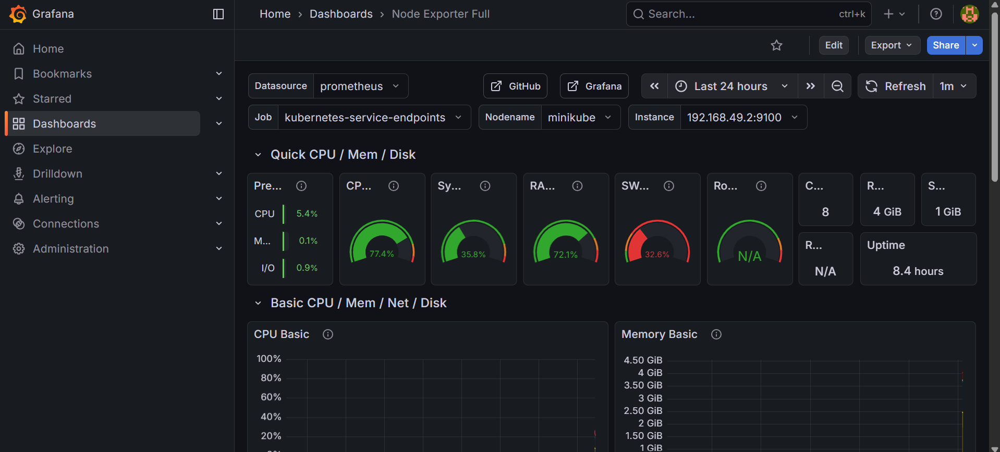 Grafana
Home › Dashboards › Node Exporter Full
Search...
ctrl+k
Edit
Export
Share
Home
Bookmarks
Starred
Dashboards
Explore
Drilldown
Alerting
Connections
Administration
Datasource
prometheus
GitHub
Grafana
Last 24 hours
Refresh
1m
Job
kubernetes-service-endpoints
Nodename
minikube
Instance
192.168.49.2:9100
Quick CPU / Mem / Disk
Pre...
CPU 5.4%
M... 0.1%
I/O 0.9%
CP...
77.4%
Sy...
35.8%
RA...
72.1%
SW...
32.6%
Ro...
N/A
C...
8
R...
4 GiB
S...
1 GiB
R...
N/A
Uptime
8.4 hours
Basic CPU / Mem / Net / Disk
CPU Basic
100%
80%
60%
40%
20%
0%
Memory Basic
4.50 GiB
4 GiB
3.50 GiB
3 GiB
2.50 GiB
2 GiB
1.50 GiB
1 GiB